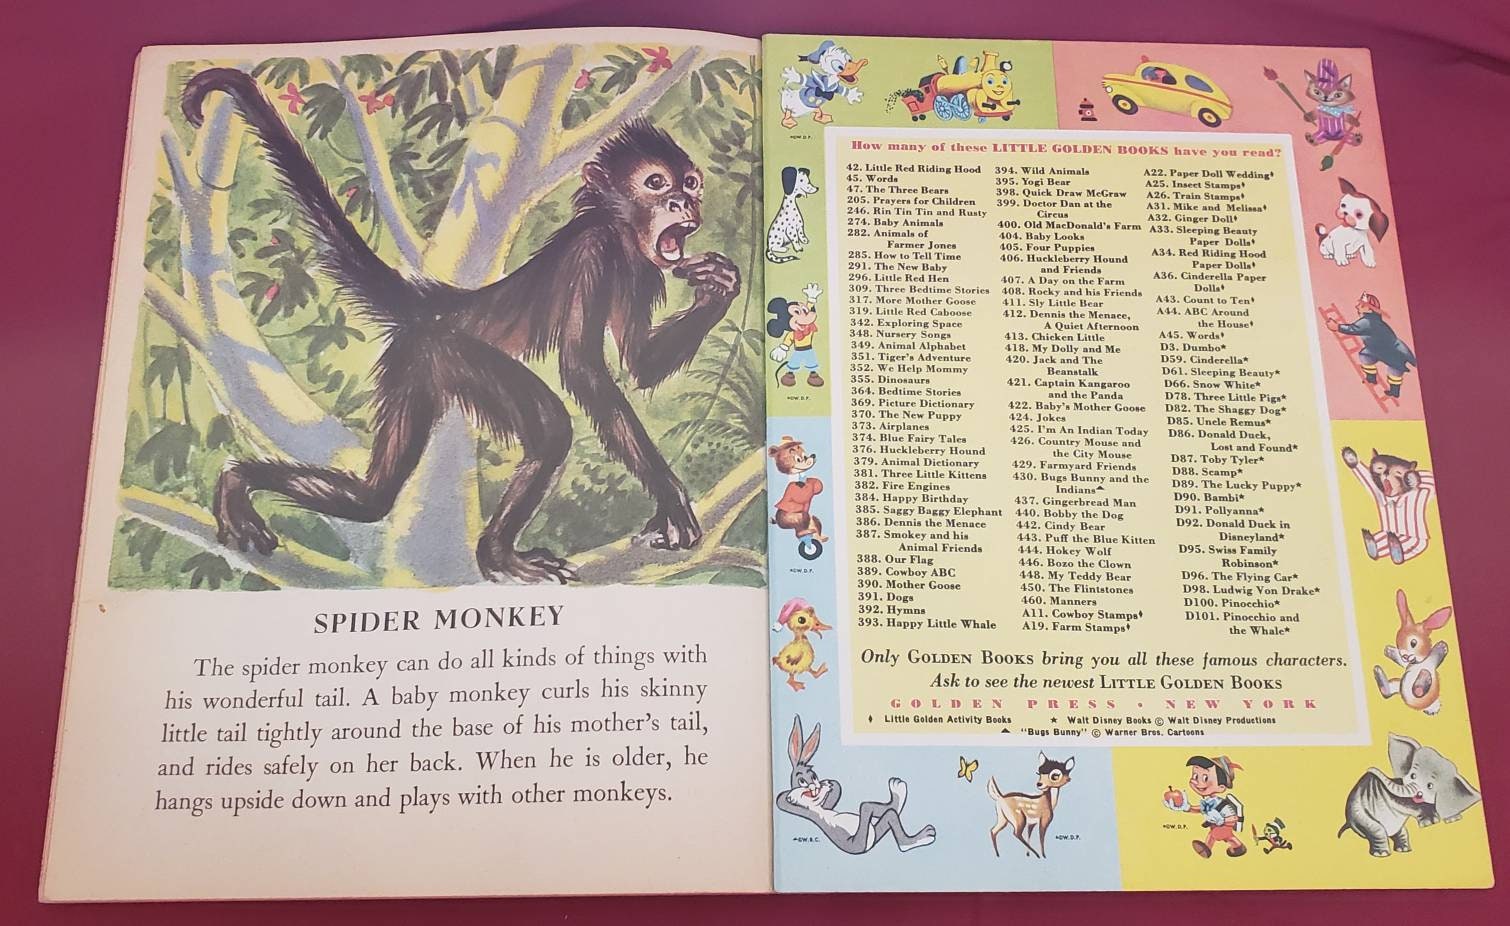 SPIDER MONKEY
The spider monkey can do all kinds of things with
his wonderful tail. A baby monkey curls his skinny
little tail tightly around the base of his mother's tail,
and rides safely on her back. When he is older, he
hangs upside down and plays with other monkeys.
How many of these LITTLE GOLDEN BOOKS have you read?
42. Little Red Riding Hood
45. Words
47. The Three Bears
205. Prayers for Children
246. Rin Tin Tin and Rusty
274. Baby Animals
282. Animals of
Farmer Jones
285. How to Tell Time
291. The New Baby
296. Little Red Hen
309. Three Bedtime Stories
317. More Mother Goose
319. Little Red Caboose
342. Exploring Space
348. Nursery Songs
349. Animal Alphabet
351. Tiger's Adventure
352. We Help Mommy
355. Dinosaurs
364. Bedtime Stories
369. Picture Dictionary
370. The New Puppy
373. Airplanes
374. Blue Fairy Tales
376. Huckleberry Hound
379. Animal Dictionary
381. Three Little Kittens
382. Fire Engines
384. Happy Birthday
385. Saggy Baggy Elephant
386. Dennis the Menace
387. Smokey and his
Animal Friends
388. Our Flag
389. Cowboy ABC
390. Mother Goose
391. Dogs
392. Hymns
393. Happy Little Whale
394. Wild Animals
395. Yogi Bear
398. Quick Draw McGraw
399. Doctor Dan at the
Circus
400. Old MacDonald's Farm
404. Baby Looks
405. Four Puppies
406. Huckleberry Hound
and Friends
407. A Day on the Farm
408. Rocky and his Friends
411. Sly Little Bear
412. Dennis the Menace,
A Quiet Afternoon
413. Chicken Little
418. My Dolly and Me
420. Jack and The
Beanstalk
421. Captain Kangaroo
and the Panda
422. Baby's Mother Goose
424. Jokes
425. I'm An Indian Today
426. Country Mouse and
the City Mouse
429. Farmyard Friends
430. Bugs Bunny and the
Indians▲
437. Gingerbread Man
440. Bobby the Dog
442. Cindy Bear
443. Puff the Blue Kitten
444. Hokey Wolf
446. Bozo the Clown
448. My Teddy Bear
450. The Flintstones
460. Manners
A11. Cowboy Stamps♦
A19. Farm Stamps♦
A22. Paper Doll Wedding♦
A25. Insect Stamps♦
A26. Train Stamps♦
A31. Mike and Melissa♦
A32. Ginger Doll♦
A33. Sleeping Beauty
Paper Dolls♦
A34. Red Riding Hood
Paper Dolls♦
A36. Cinderella Paper
Dolls♦
A43. Count to Ten♦
A44. ABC Around
the House♦
A45. Words♦
D3. Dumbo★
D59. Cinderella★
D61. Sleeping Beauty★
D66. Snow White★
D78. Three Little Pigs★
D82. The Shaggy Dog★
D85. Uncle Remus★
D86. Donald Duck,
Lost and Found★
D87. Toby Tyler★
D88. Scamp★
D89. The Lucky Puppy★
D90. Bambi★
D91. Pollyanna★
D92. Donald Duck in
Disneyland★
D95. Swiss Family
Robinson★
D96. The Flying Car★
D98. Ludwig Von Drake★
D100. Pinocchio★
D101. Pinocchio and
the Whale★
Only GOLDEN BOOKS bring you all these famous characters.
Ask to see the newest LITTLE GOLDEN BOOKS
GOLDEN PRESS • NEW YORK
♦ Little Golden Activity Books ★ Walt Disney Books © Walt Disney Productions
▲ "Bugs Bunny" © Warner Bros. Cartoons
★©W.D.P.
★©W.D.P.
★©W.D.P.
▲©W.B.C.
★©W.D.P.
★©W.D.P.